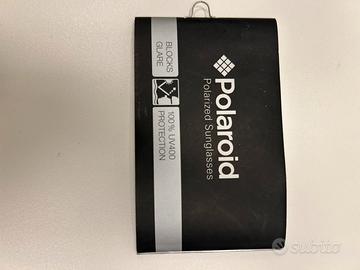 Polaroid
Polarized Sunglasses
BLOCKS
GLARE
100% UV400
PROTECTION
subito